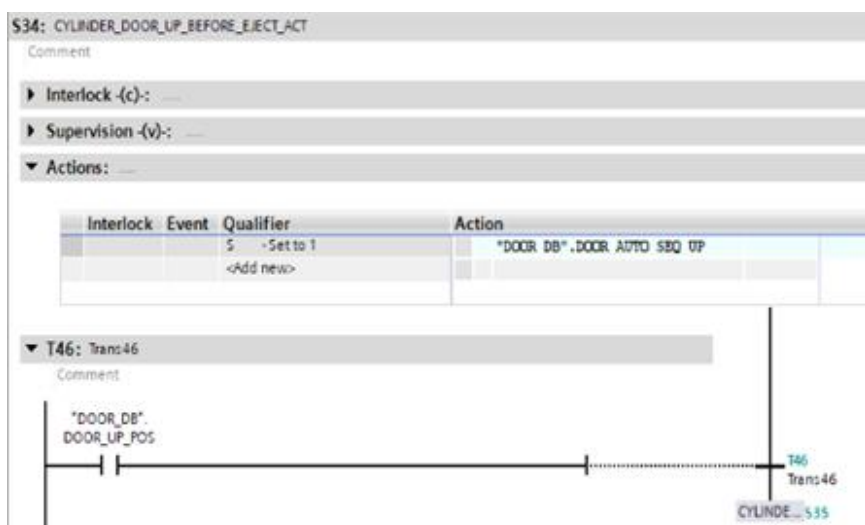 S34: CYLINDER_DOOR_UP_BEFORE_EJECT_ACT
Comment
Interlock -(c)-: ....
Supervision -(v)-: ....
Actions: ....
Interlock Event Qualifier Action
S - Set to 1 "DOOR DB".DOOR AUTO SEQ UP
<Add new>
T46: Trans46
Comment
"DOOR_DB".
DOOR_UP_POS
T46
Trans46
CYLINDE... S35